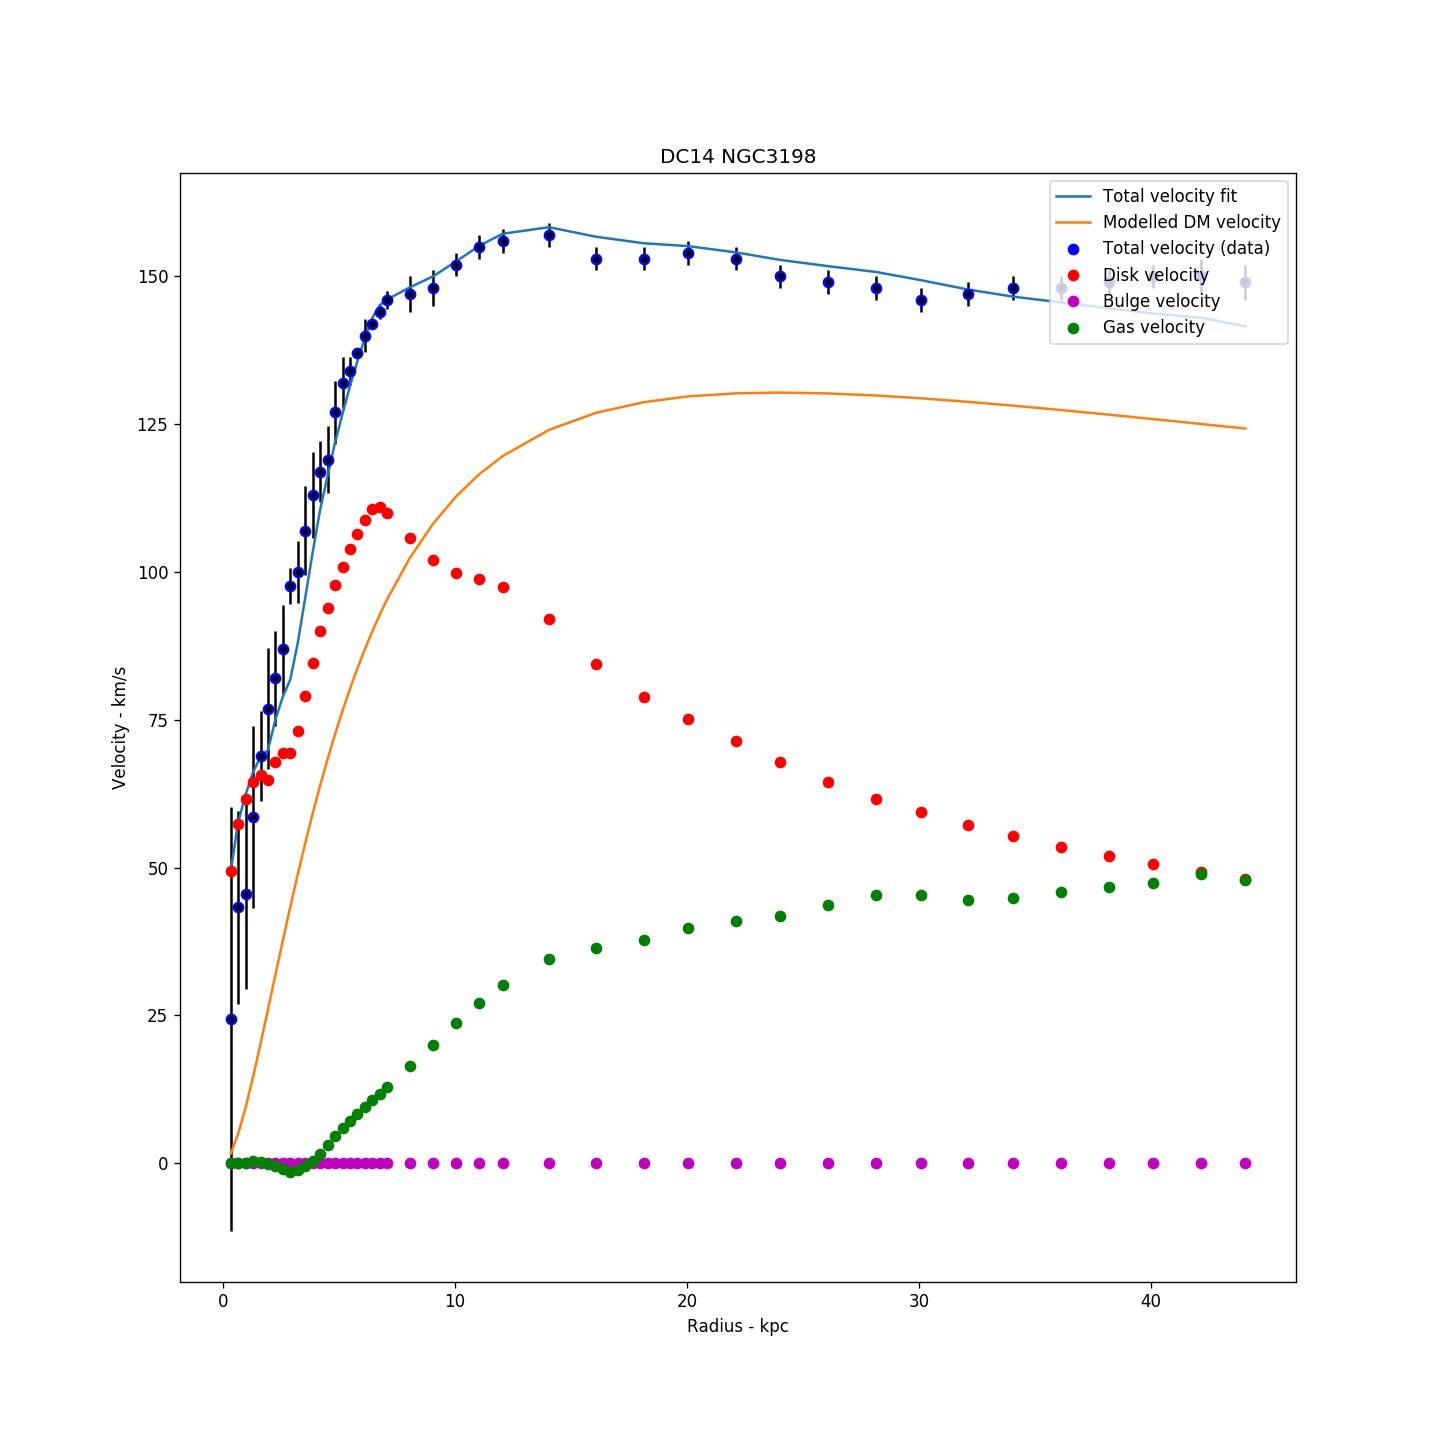 DC14 NGC3198
Total velocity fit
Modelled DM velocity
Total velocity (data)
Disk velocity
Bulge velocity
Gas velocity
150
125
100
75
50
25
0
Velocity - km/s
0 10 20 30 40
Radius - kpc